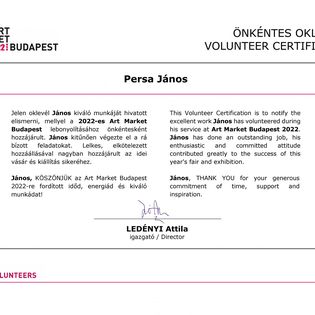 ART
MARKET
BUDAPEST
ÖNKÉNTES OKL
VOLUNTEER CERTIFI
Persa János
Jelen oklevél János kiváló munkáját hivatott
elismerni, mellyel a 2022-es Art Market
Budapest lebonyolításához önkéntesként
hozzájárult. János kitűnően végezte el a rá
bízott feladatokat. Lelkes, elkötelezett
hozzáállásával nagyban hozzájárult az idei
vásár és kiállítás sikeréhez.
János, KÖSZÖNJÜK az Art Market Budapest
2022-re fordított időd, energiád és kiváló
munkádat!
This Volunteer Certification is to notify the
excellent work János has volunteered during
his service at Art Market Budapest 2022.
János has done an outstanding job, his
enthusiastic and committed attitude
contributed greatly to the success of this
year's fair and exhibition.
János, THANK YOU for your generous
commitment of time, support and
inspiration.
LEDÉNYI Attila
igazgató / Director
LUNTEERS